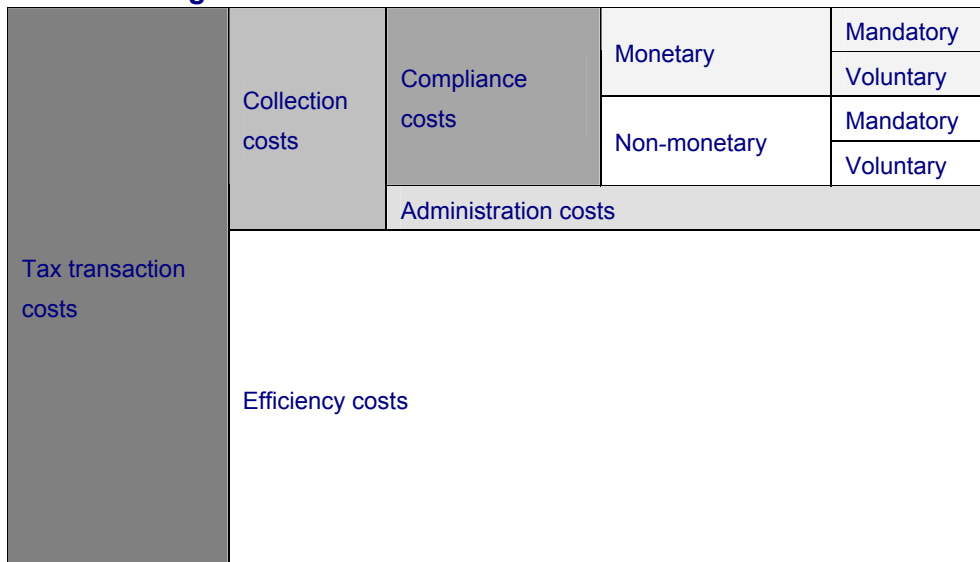 Tax transaction
costs
Collection
costs
Compliance
costs
Monetary
Mandatory
Voluntary
Non-monetary
Mandatory
Voluntary
Administration costs
Efficiency costs